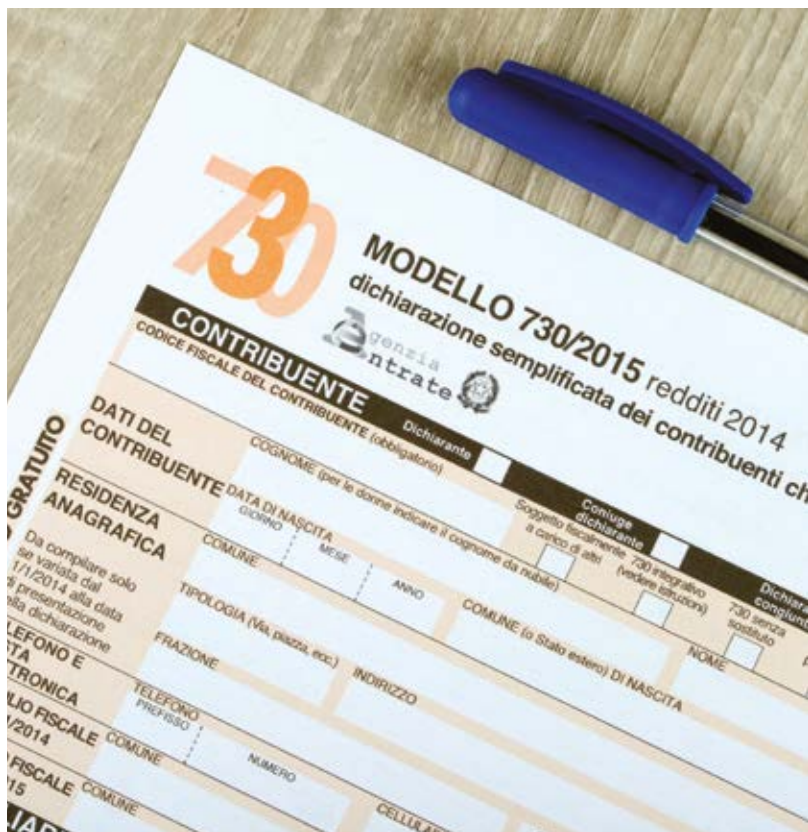 730
MODELLO 730/2015 redditi 2014
dichiarazione semplificata dei contribuenti
Agenzia
Entrate
CONTRIBUENTE
CODICE FISCALE DEL CONTRIBUENTE (obbligatorio)
Dichiarante
Coniuge
dichiarante
Soggetto fiscalmente
a carico di altri
730 integrativo
(vedere istruzioni)
730 senza
sostituto
GRATUITO
DATI DEL
CONTRIBUENTE
COGNOME (per le donne indicare il cognome da nubile)
NOME
DATA DI NASCITA
GIORNO
MESE
ANNO
COMUNE (o Stato estero) DI NASCITA
RESIDENZA
ANAGRAFICA
Da compilare solo
se variata dal
1/1/2014 alla data
di presentazione
della dichiarazione
COMUNE
TIPOLOGIA (Via, piazza, ecc.)
INDIRIZZO
FRAZIONE
TELEFONO
PREFISSO
NUMERO
FISCALE
2014
COMUNE
FISCALE
COMUNE